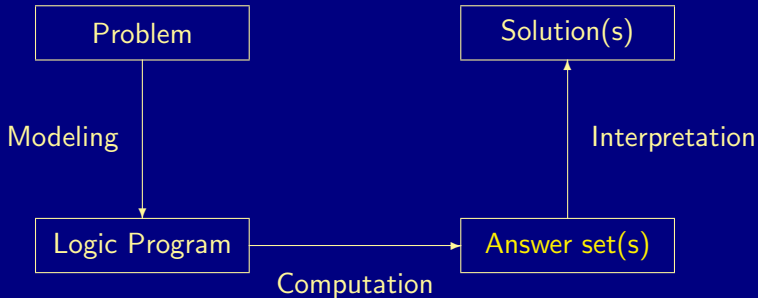 Problem
Solution(s)
Modeling
Interpretation
Logic Program
Answer set(s)
Computation